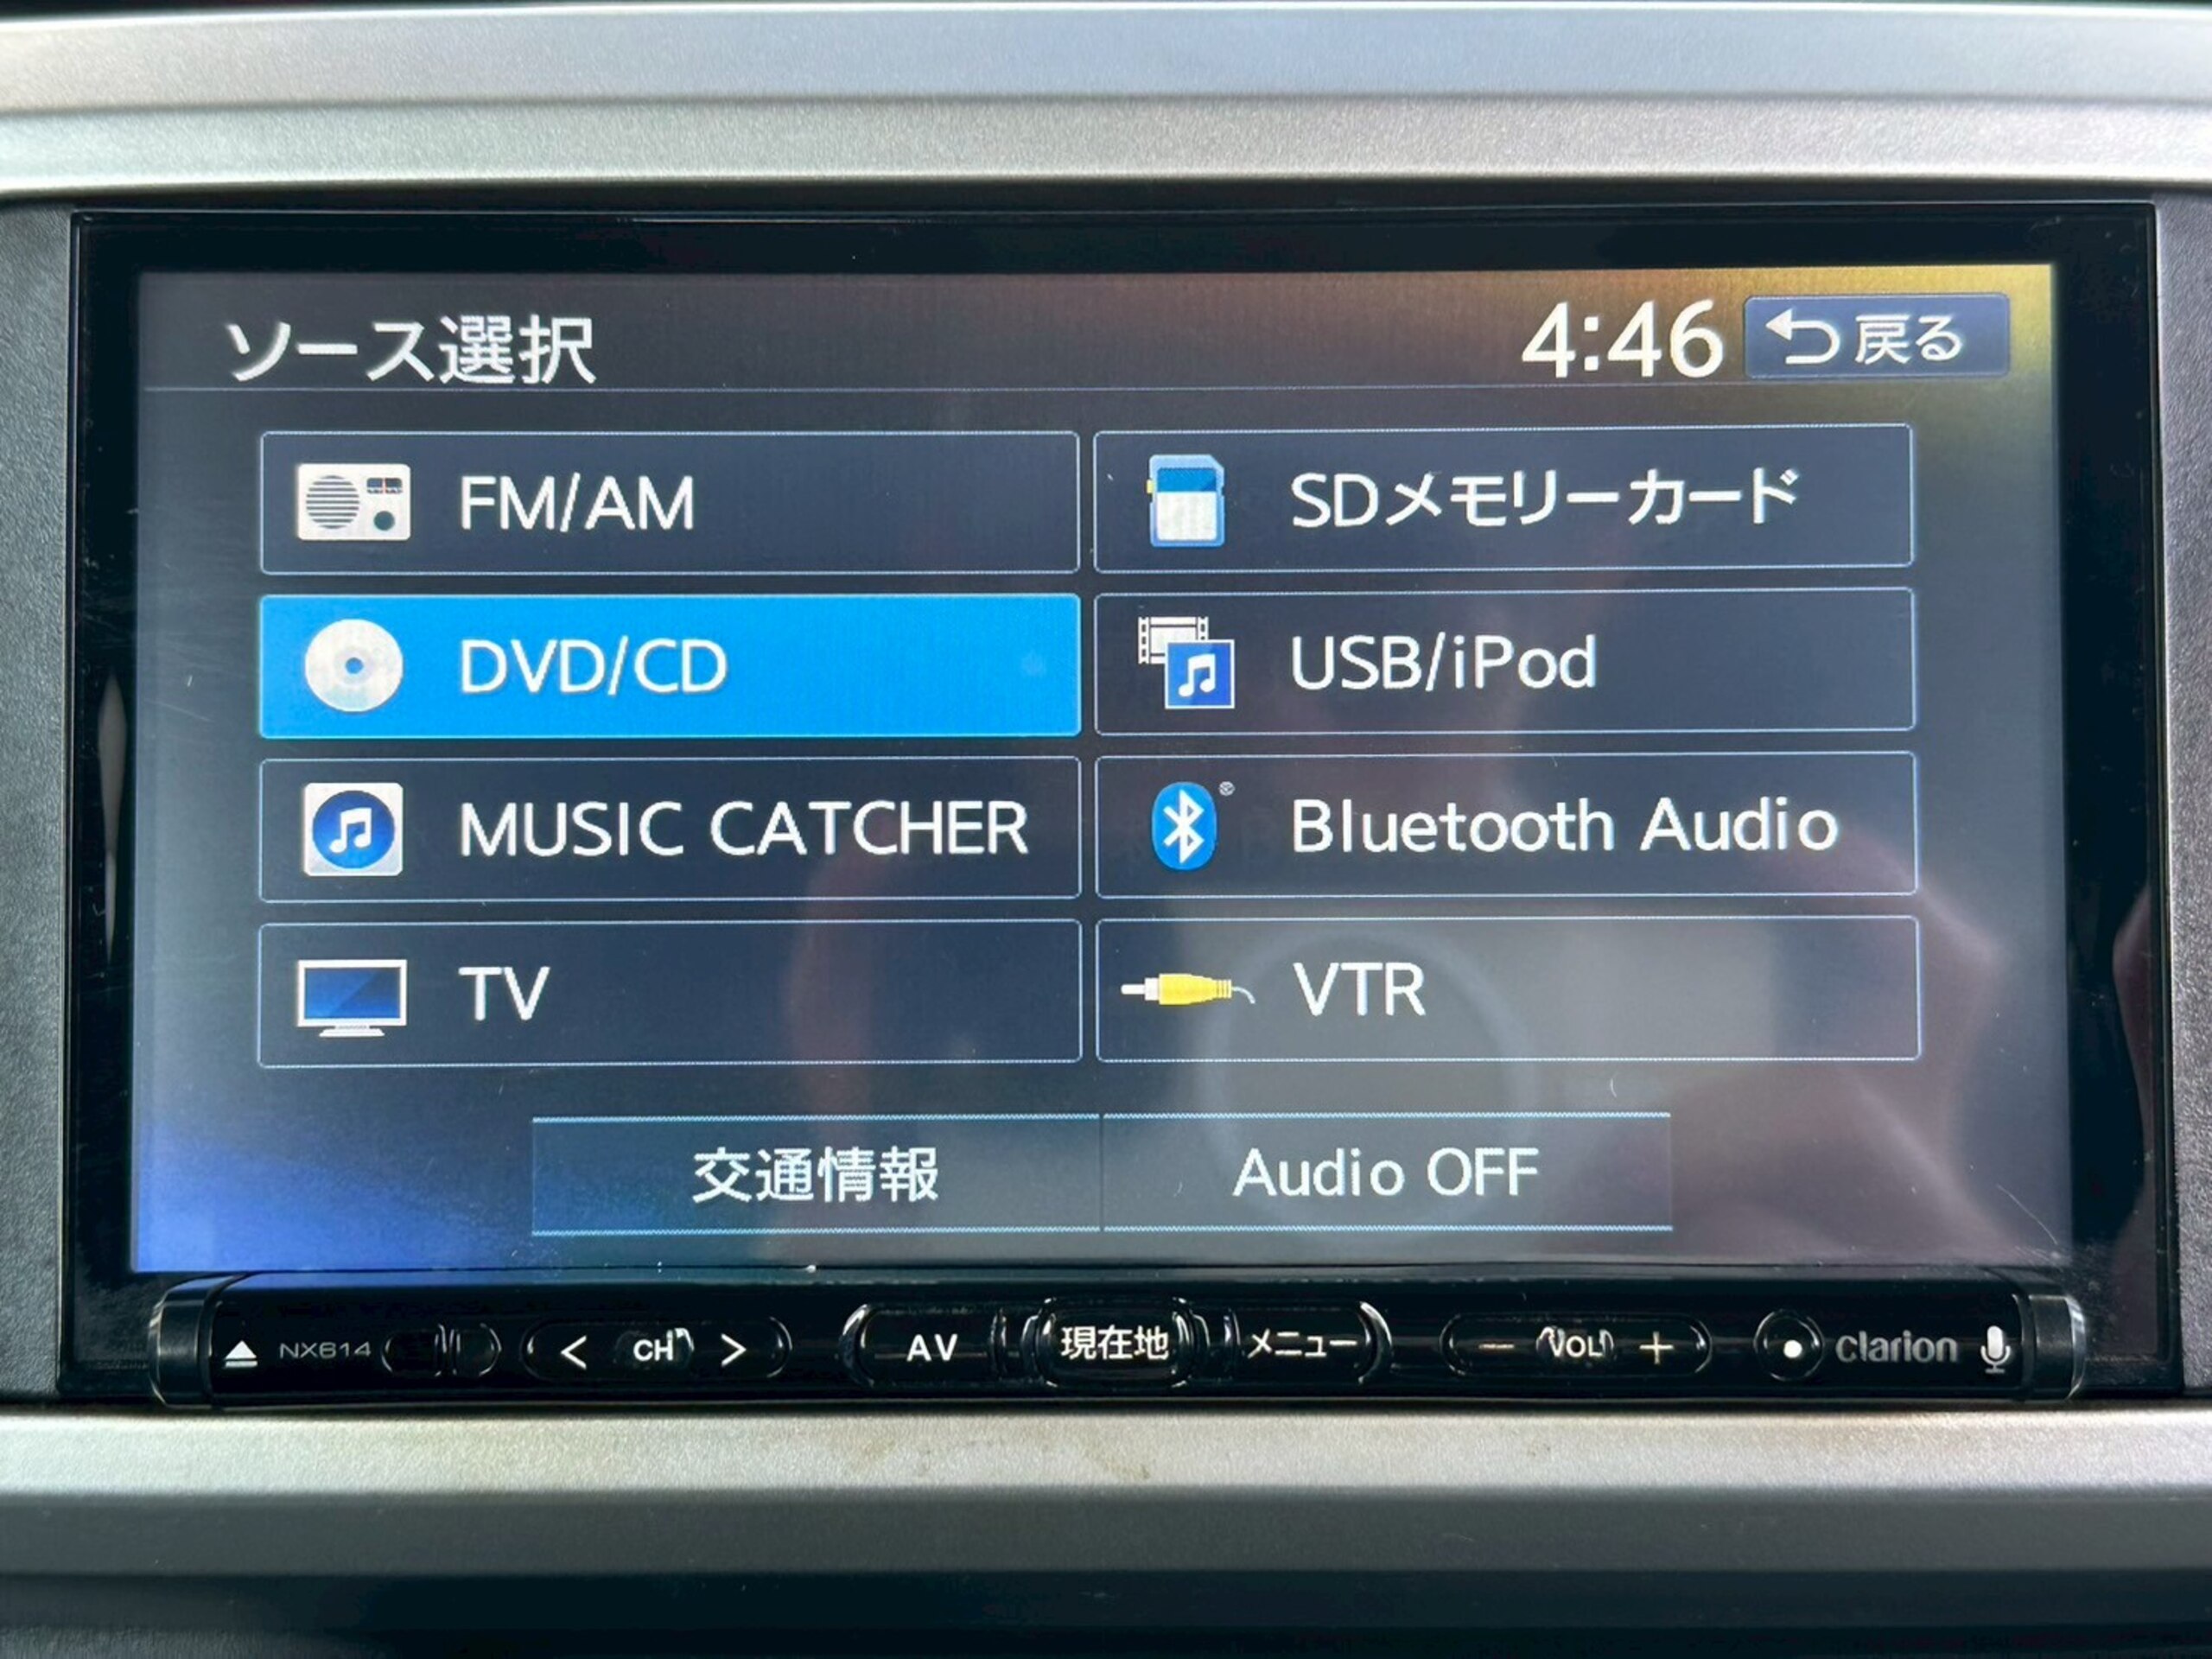 ソース選択
4:46 戻る
FM/AM
SDメモリーカード
DVD/CD
USB/iPod
MUSIC CATCHER
Bluetooth Audio
TV
VTR
交通情報
Audio OFF
NX614 < CH > AV 現在地 メニュー − VOL + clarion